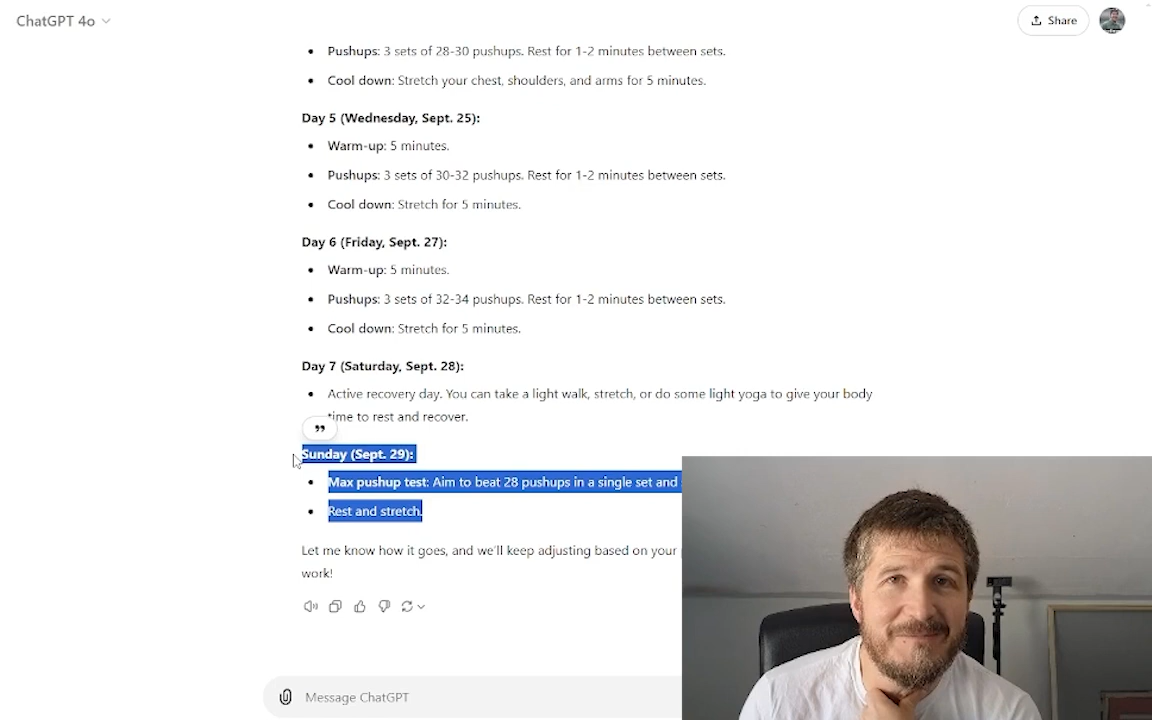 ChatGPT 4o
Share
Pushups: 3 sets of 28-30 pushups. Rest for 1-2 minutes between sets.
Cool down: Stretch your chest, shoulders, and arms for 5 minutes.
Day 5 (Wednesday, Sept. 25):
Warm-up: 5 minutes.
Pushups: 3 sets of 30-32 pushups. Rest for 1-2 minutes between sets.
Cool down: Stretch for 5 minutes.
Day 6 (Friday, Sept. 27):
Warm-up: 5 minutes.
Pushups: 3 sets of 32-34 pushups. Rest for 1-2 minutes between sets.
Cool down: Stretch for 5 minutes.
Day 7 (Saturday, Sept. 28):
Active recovery day. You can take a light walk, stretch, or do some light yoga to give your body
time to rest and recover.
Sunday (Sept. 29):
Max pushup test: Aim to beat 28 pushups in a single set and
Rest and stretch.
Let me know how it goes, and we'll keep adjusting based on your
work!
Message ChatGPT